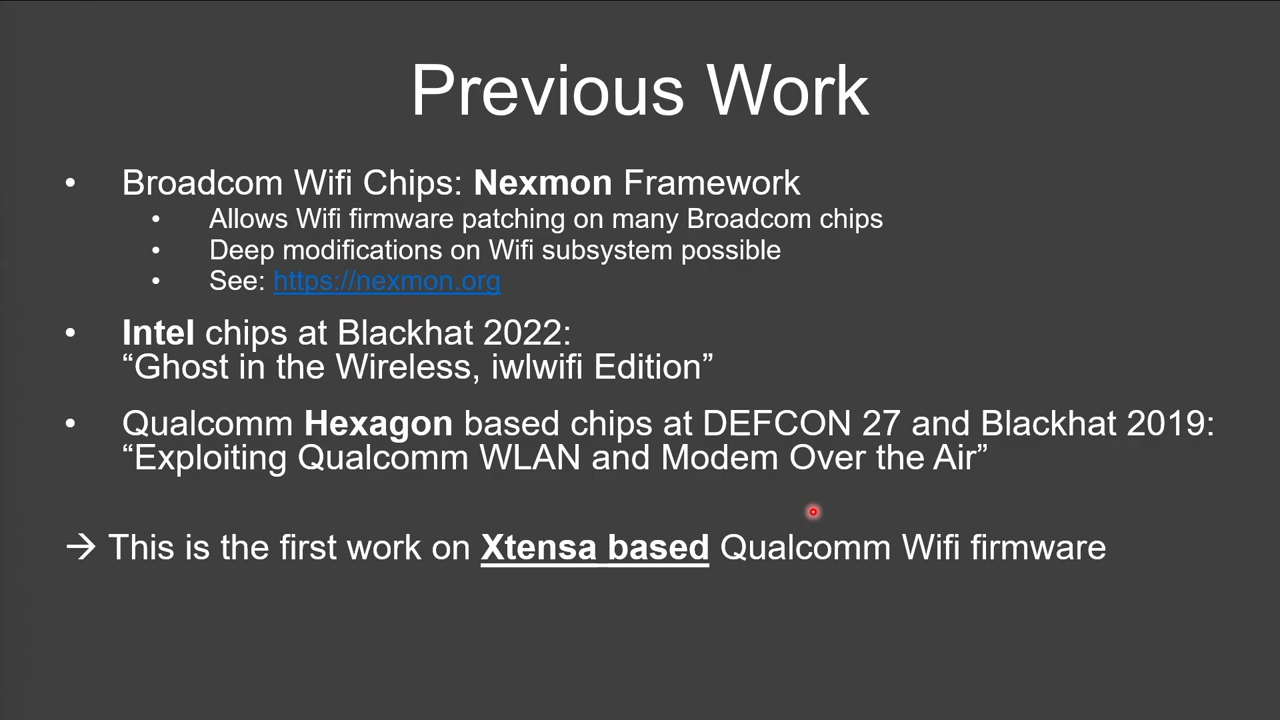 Previous Work
• Broadcom Wifi Chips: Nexmon Framework
• Allows Wifi firmware patching on many Broadcom chips
• Deep modifications on Wifi subsystem possible
• See: https://nexmon.org
• Intel chips at Blackhat 2022:
“Ghost in the Wireless, iwlwifi Edition”
• Qualcomm Hexagon based chips at DEFCON 27 and Blackhat 2019:
“Exploiting Qualcomm WLAN and Modem Over the Air”
→ This is the first work on Xtensa based Qualcomm Wifi firmware